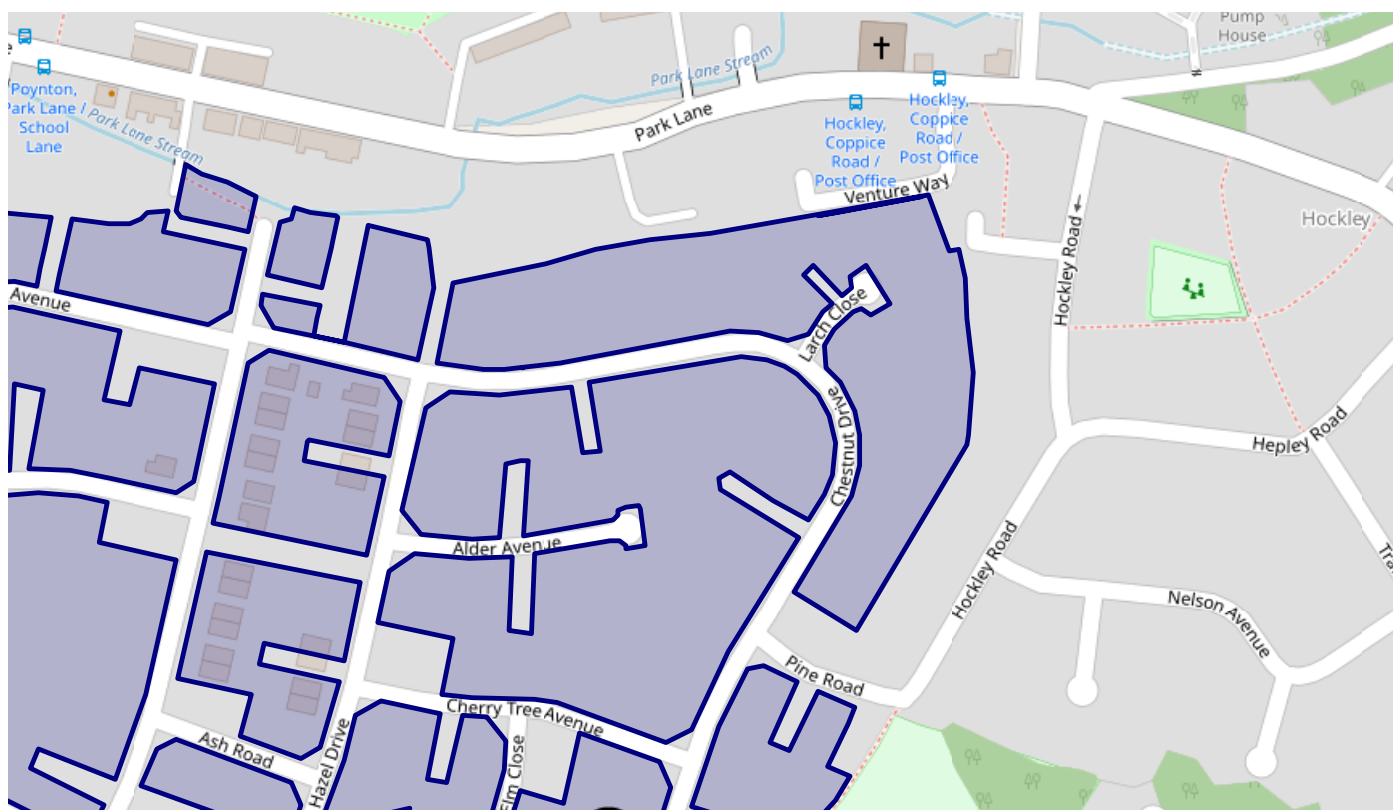 Pump
House
Park Lane Stream
Poynton,
Park Lane /
School
Lane
Park Lane Stream
Park Lane
Hockley,
Coppice
Road /
Post Office
Hockley,
Coppice
Road /
Post Office
Venture Way
Hockley
Hockley Road
Avenue
Larch Close
Chestnut Drive
Hepley Road
Alder Avenue
Hockley Road
Nelson Avenue
Pine Road
Cherry Tree Avenue
Ash Road
Hazel Drive
Elm Close